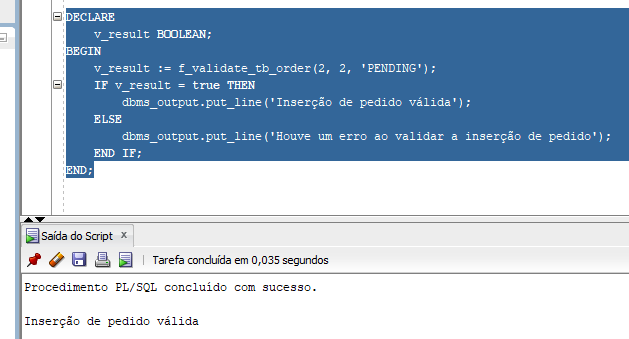 DECLARE
v_result BOOLEAN;
BEGIN
v_result := f_validate_tb_order(2, 2, 'PENDING');
IF v_result = true THEN
dbms_output.put_line('Inserção de pedido válida');
ELSE
dbms_output.put_line('Houve um erro ao validar a inserção de pedido');
END IF;
END;
Saída do Script x
Tarefa concluída em 0,035 segundos
Procedimento PL/SQL concluído com sucesso.
Inserção de pedido válida